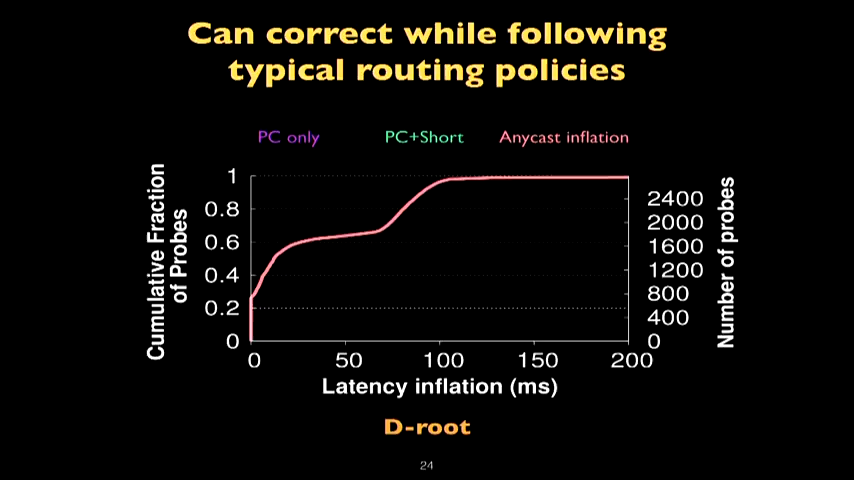 Can correct while following
typical routing policies
PC only PC+Short Anycast inflation
Cumulative Fraction
of Probes
1
0.8
0.6
0.4
0.2
0
2400
2000
1600
1200
800
400
0
Number of probes
0 50 100 150 200
Latency inflation (ms)
D-root
24